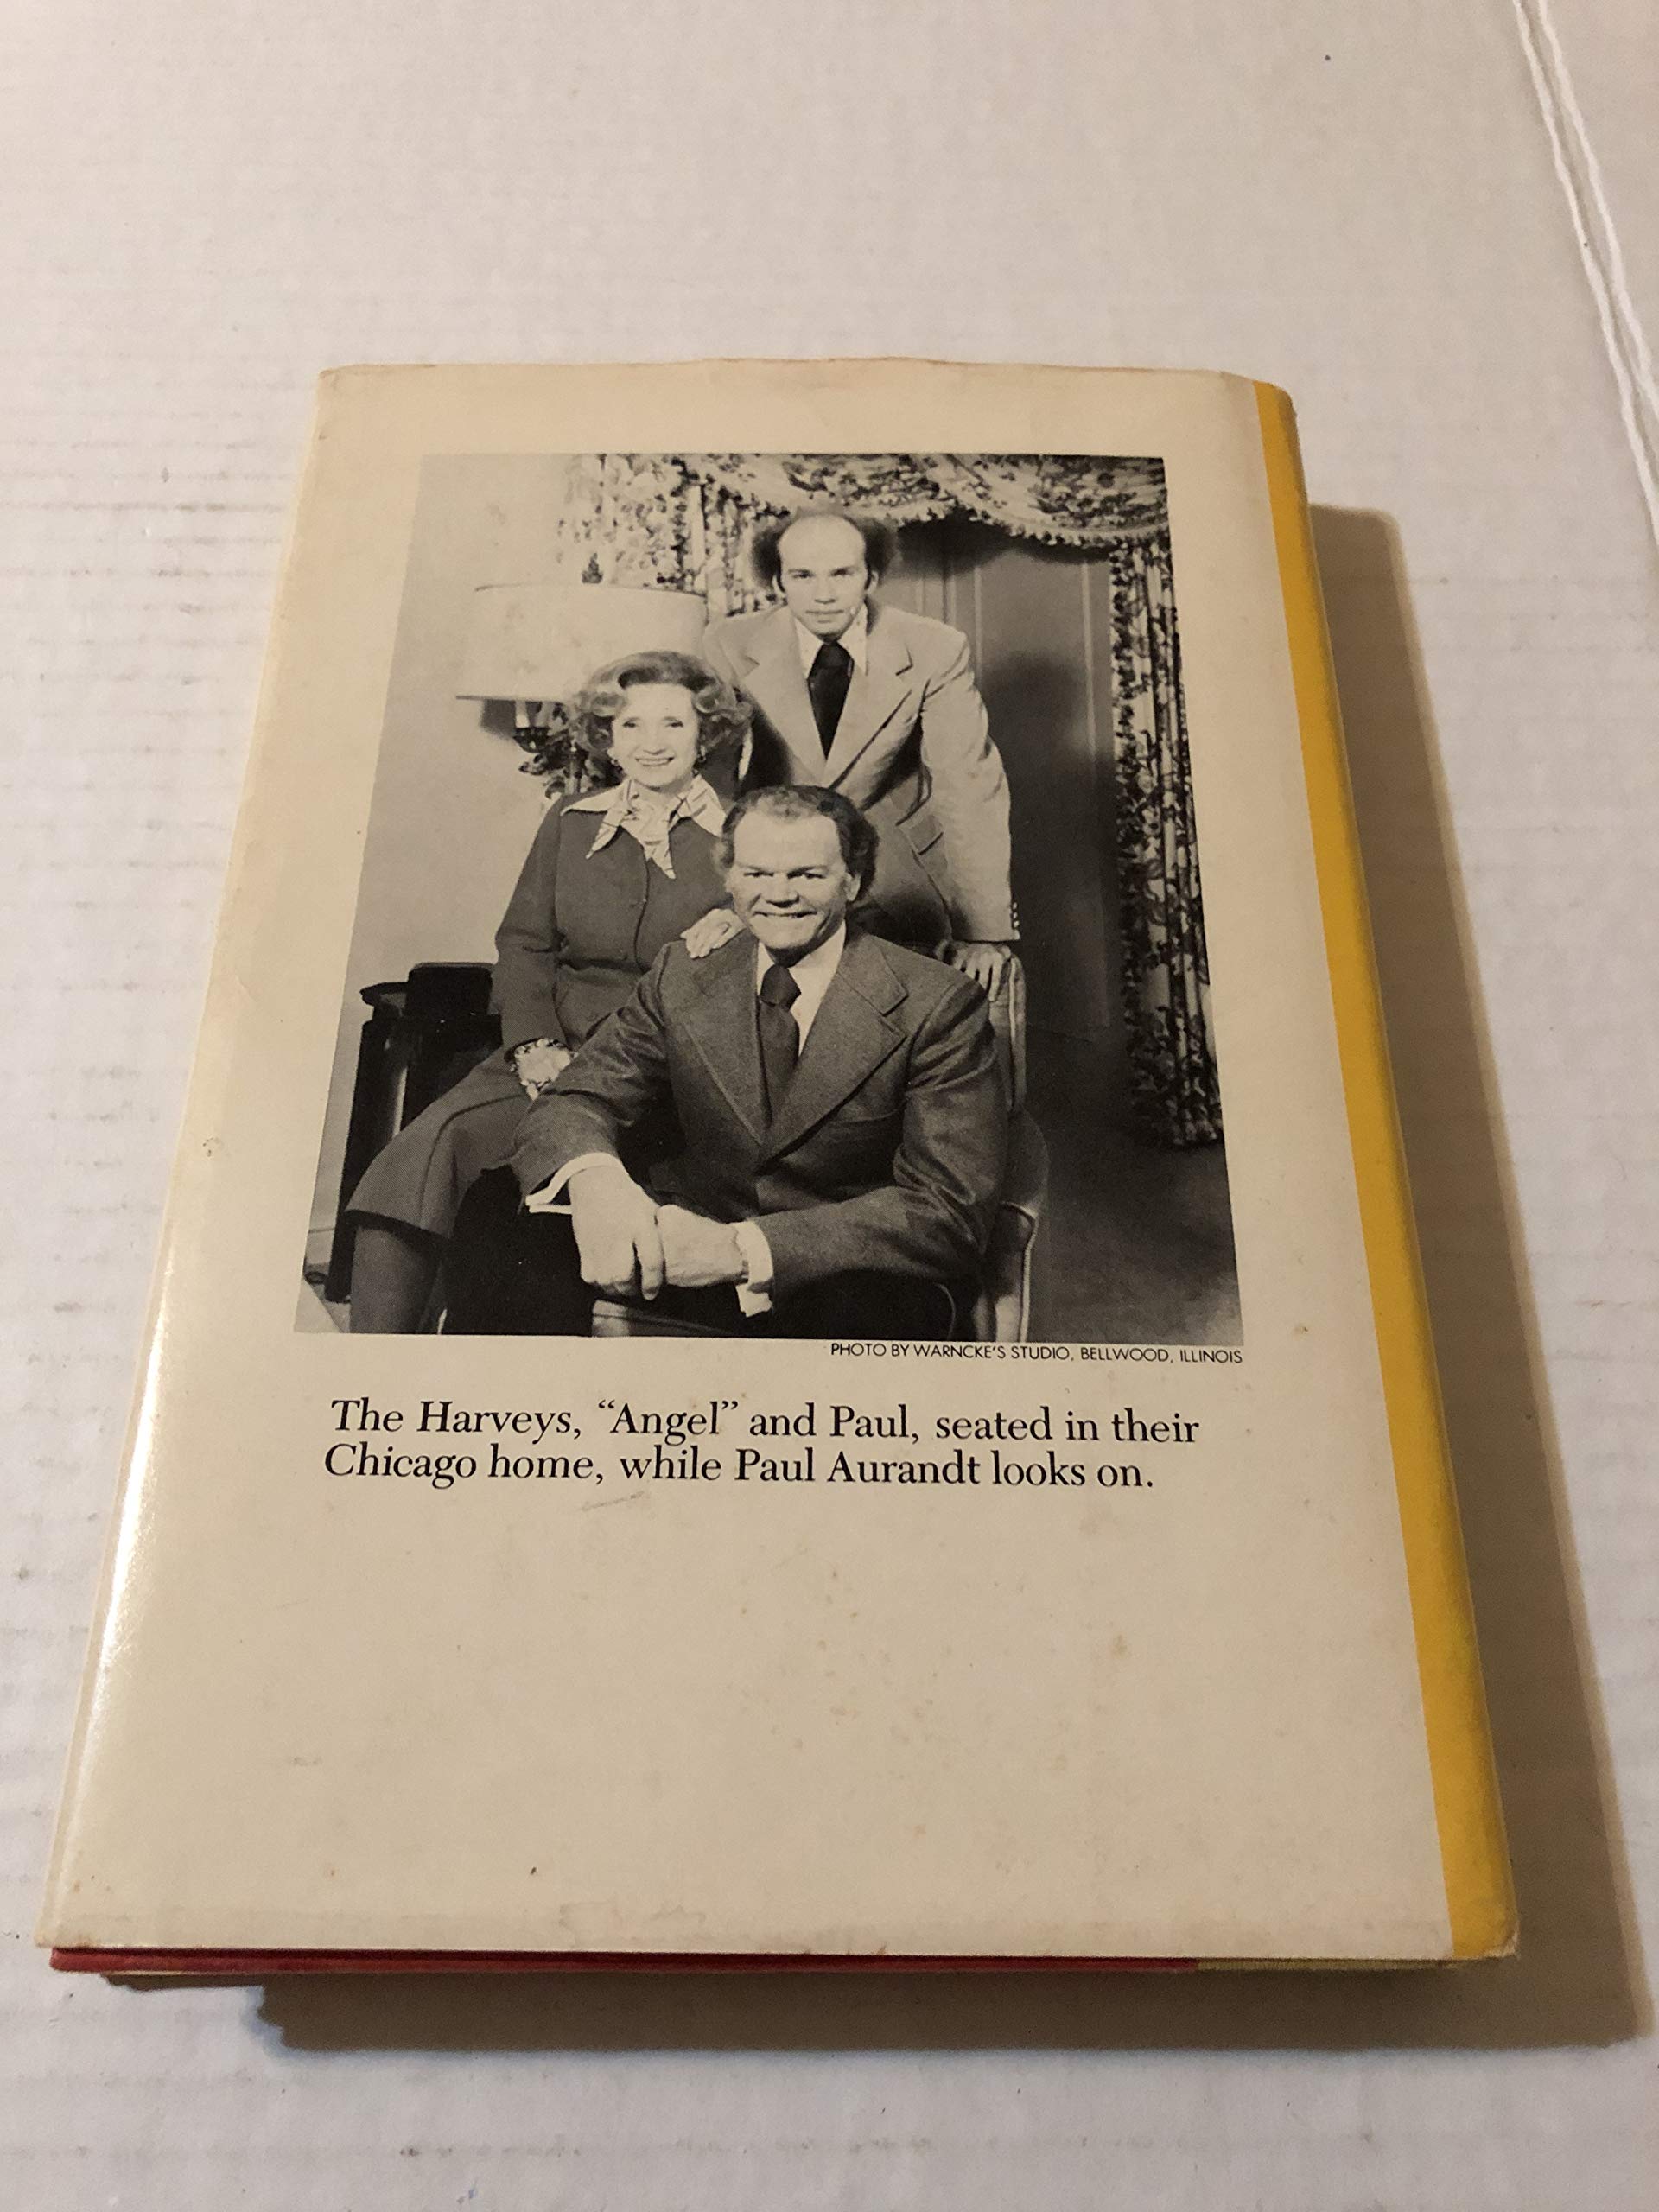 PHOTO BY WARNCKE'S STUDIO, BELLWOOD, ILLINOIS
The Harveys, “Angel” and Paul, seated in their
Chicago home, while Paul Aurandt looks on.